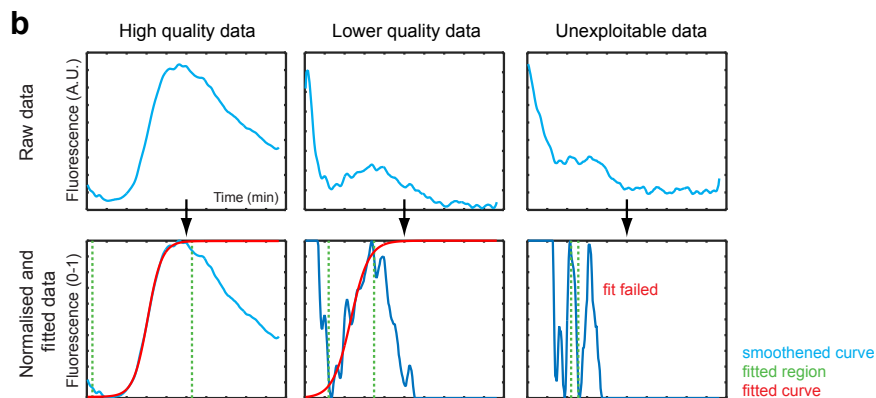 b
High quality data
Lower quality data
Unexploitable data
Raw data
Fluorescence (A.U.)
Time (min)
Normalised and
fitted data
Fluorescence (0-1)
fit failed
smoothened curve
fitted region
fitted curve